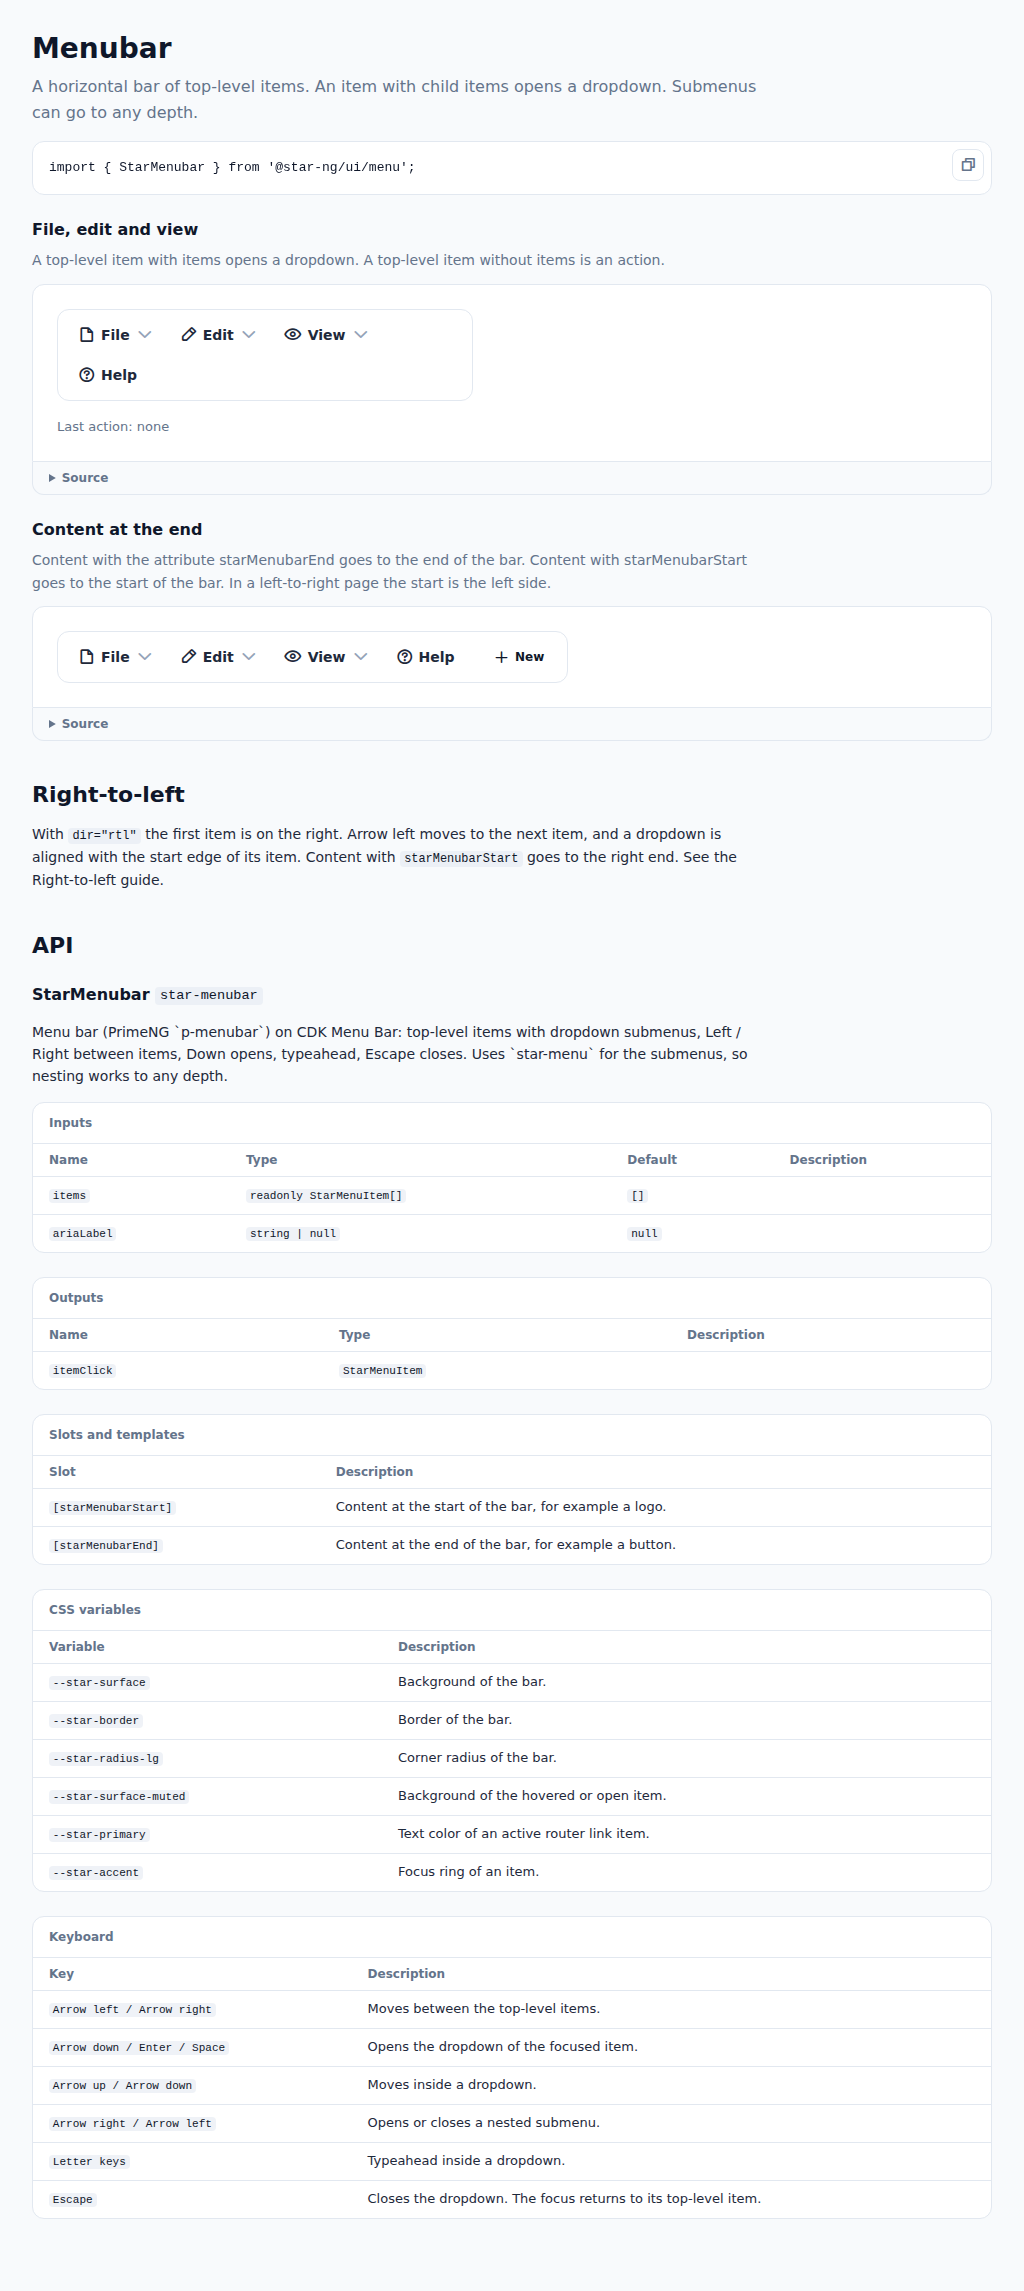 Menubar
A horizontal bar of top-level items. An item with child items opens a dropdown. Submenus
can go to any depth.
import { StarMenubar } from '@star-ng/ui/menu';
File, edit and view
A top-level item with items opens a dropdown. A top-level item without items is an action.
File Edit View
Help
Last action: none
Source
Content at the end
Content with the attribute starMenubarEnd goes to the end of the bar. Content with starMenubarStart
goes to the start of the bar. In a left-to-right page the start is the left side.
File Edit View Help New
Source
Right-to-left
With dir="rtl" the first item is on the right. Arrow left moves to the next item, and a dropdown is
aligned with the start edge of its item. Content with starMenubarStart goes to the right end. See the
Right-to-left guide.
API
StarMenubar star-menubar
Menu bar (PrimeNG `p-menubar`) on CDK Menu Bar: top-level items with dropdown submenus, Left /
Right between items, Down opens, typeahead, Escape closes. Uses `star-menu` for the submenus, so
nesting works to any depth.
Inputs
Name Type Default Description
items readonly StarMenuItem[] []
ariaLabel string | null null
Outputs
Name Type Description
itemClick StarMenuItem
Slots and templates
Slot Description
[starMenubarStart] Content at the start of the bar, for example a logo.
[starMenubarEnd] Content at the end of the bar, for example a button.
CSS variables
Variable Description
--star-surface Background of the bar.
--star-border Border of the bar.
--star-radius-lg Corner radius of the bar.
--star-surface-muted Background of the hovered or open item.
--star-primary Text color of an active router link item.
--star-accent Focus ring of an item.
Keyboard
Key Description
Arrow left / Arrow right Moves between the top-level items.
Arrow down / Enter / Space Opens the dropdown of the focused item.
Arrow up / Arrow down Moves inside a dropdown.
Arrow right / Arrow left Opens or closes a nested submenu.
Letter keys Typeahead inside a dropdown.
Escape Closes the dropdown. The focus returns to its top-level item.